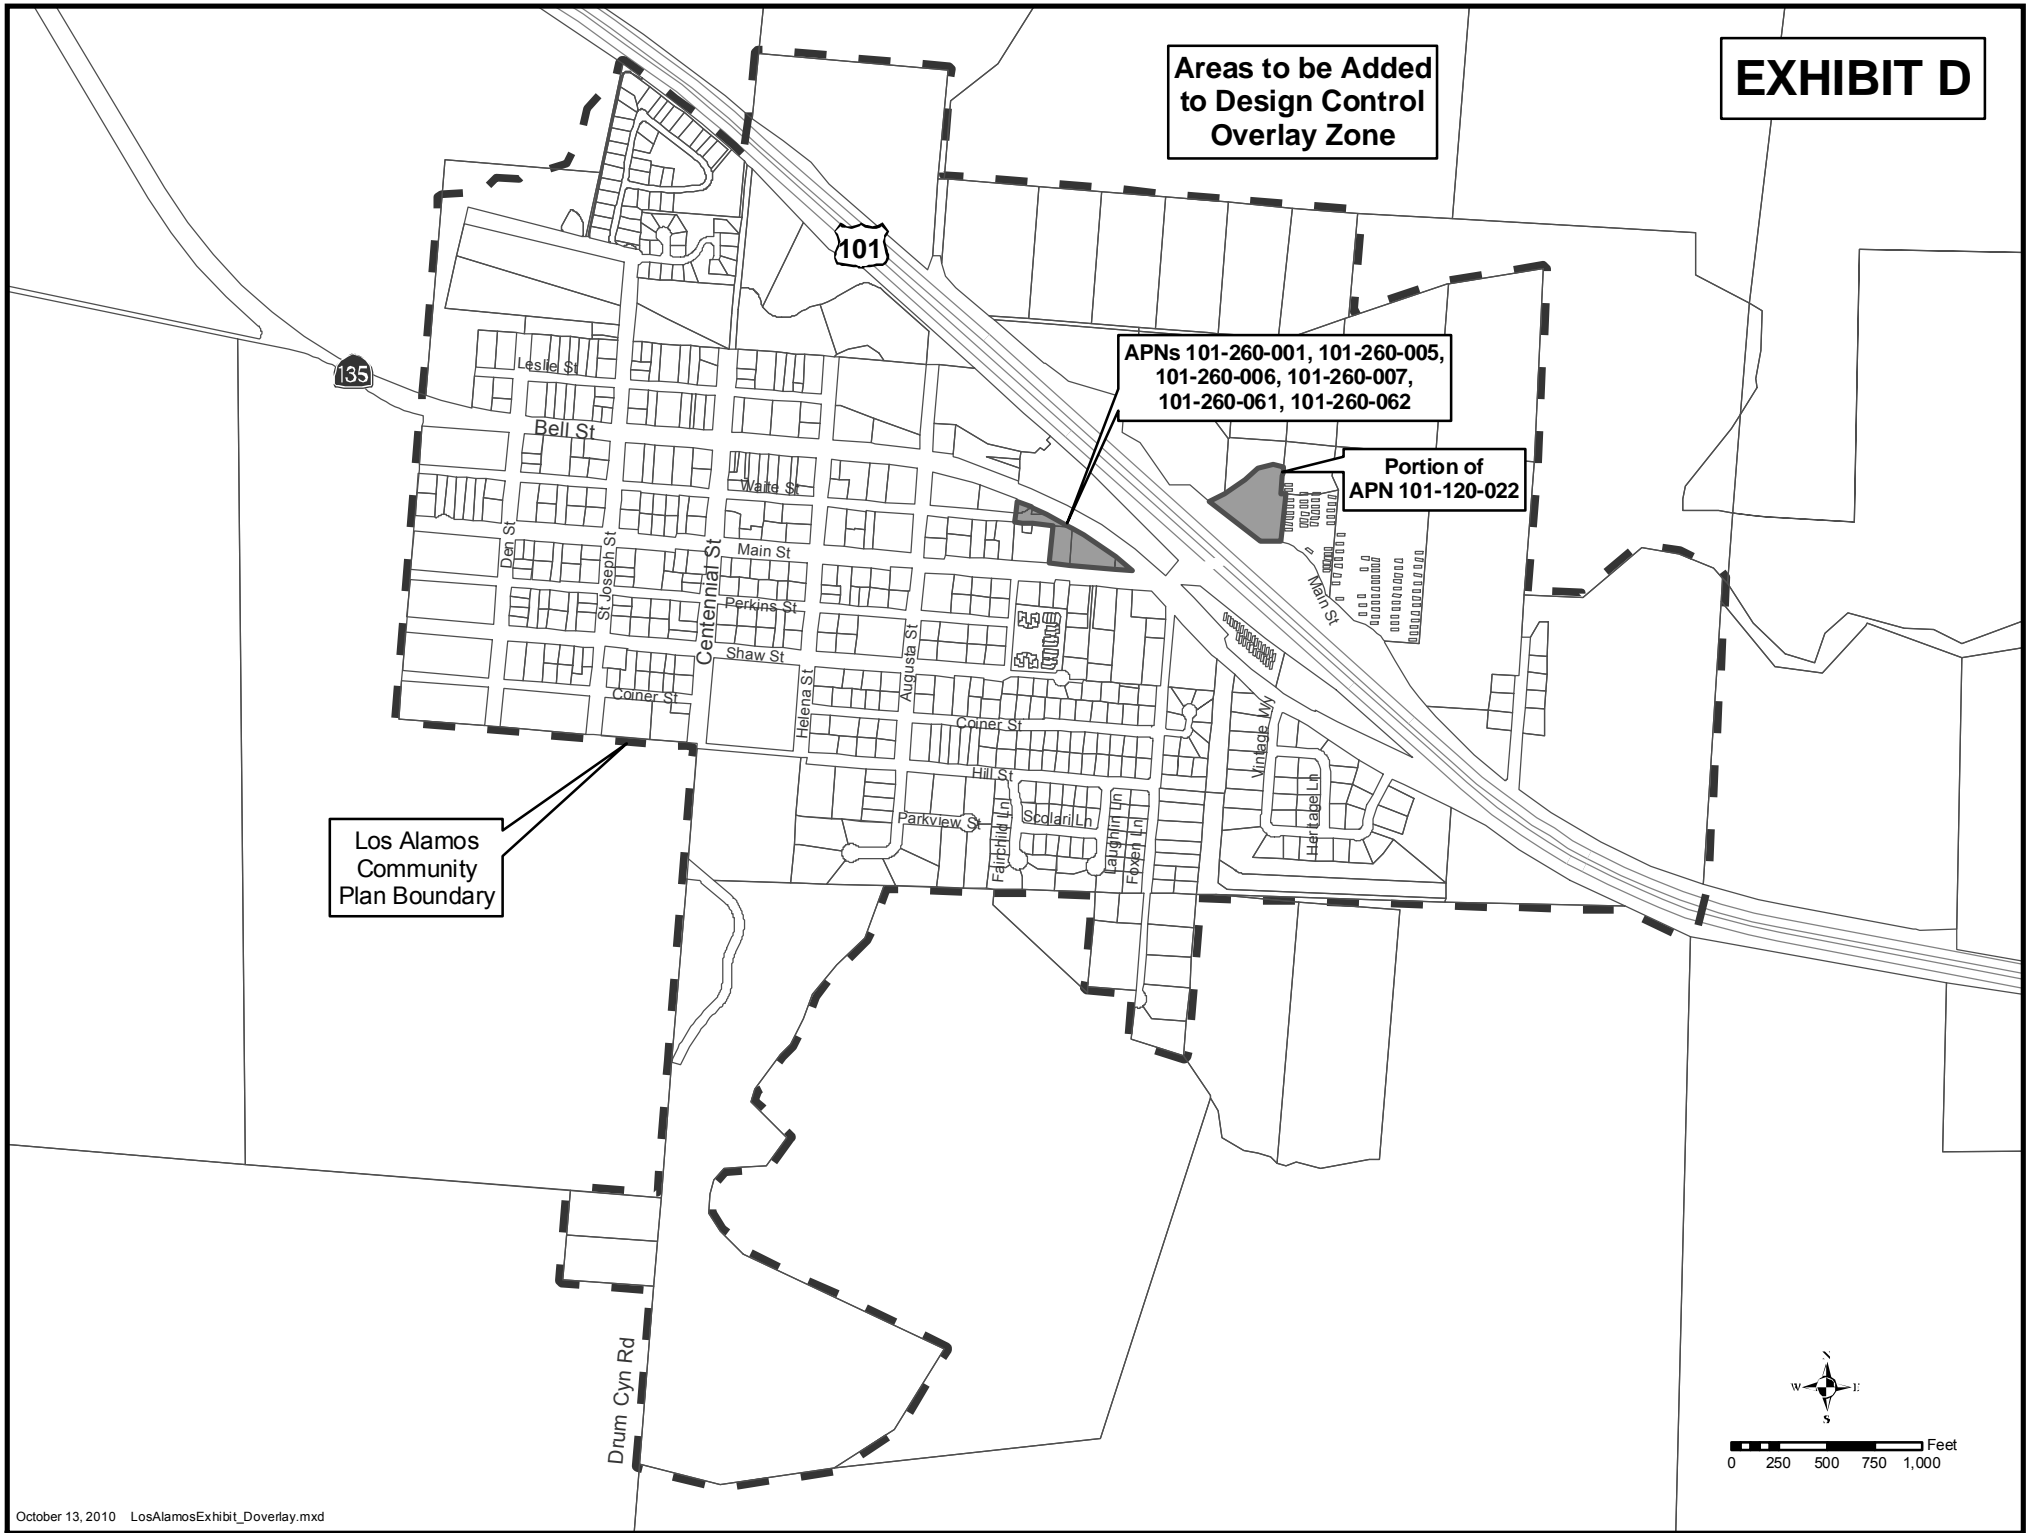 Areas to be Added
to Design Control
Overlay Zone
EXHIBIT D
101
135
APNs 101-260-001, 101-260-005,
101-260-006, 101-260-007,
101-260-061, 101-260-062
Portion of
APN 101-120-022
Leslie St
Bell St
Waite St
Den St
St Joseph St
Centennial St
Main St
Perkins St
Shaw St
Coiner St
Helena St
Augusta St
Main St
Coiner St
Vintage Wy
Hill St
Heritage Ln
Parkview St
Fairchild Ln
Scolari Ln
Laughlin Ln
Foxen Ln
Los Alamos
Community
Plan Boundary
Drum Cyn Rd
N
W
E
S
Feet
0 250 500 750 1,000
October 13, 2010 LosAlamosExhibit_Doverlay.mxd